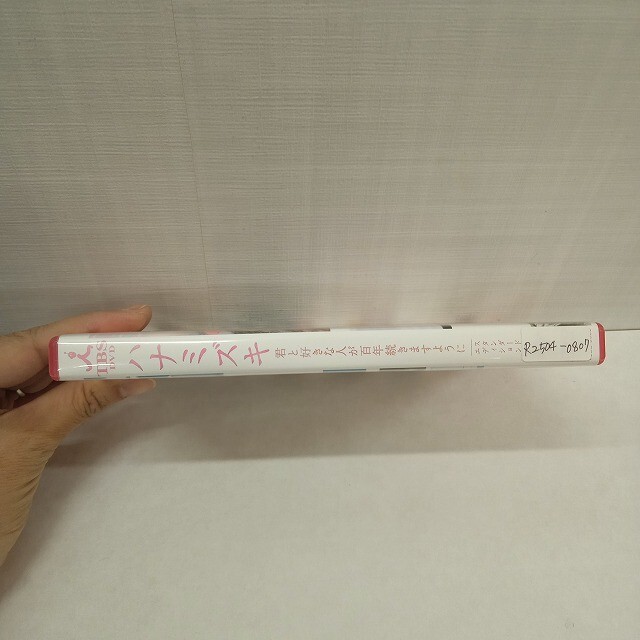 TBS
DVD
ハナミズキ
君と好きな人が百年続きますように
スタンダード
エディション
R2504-0807